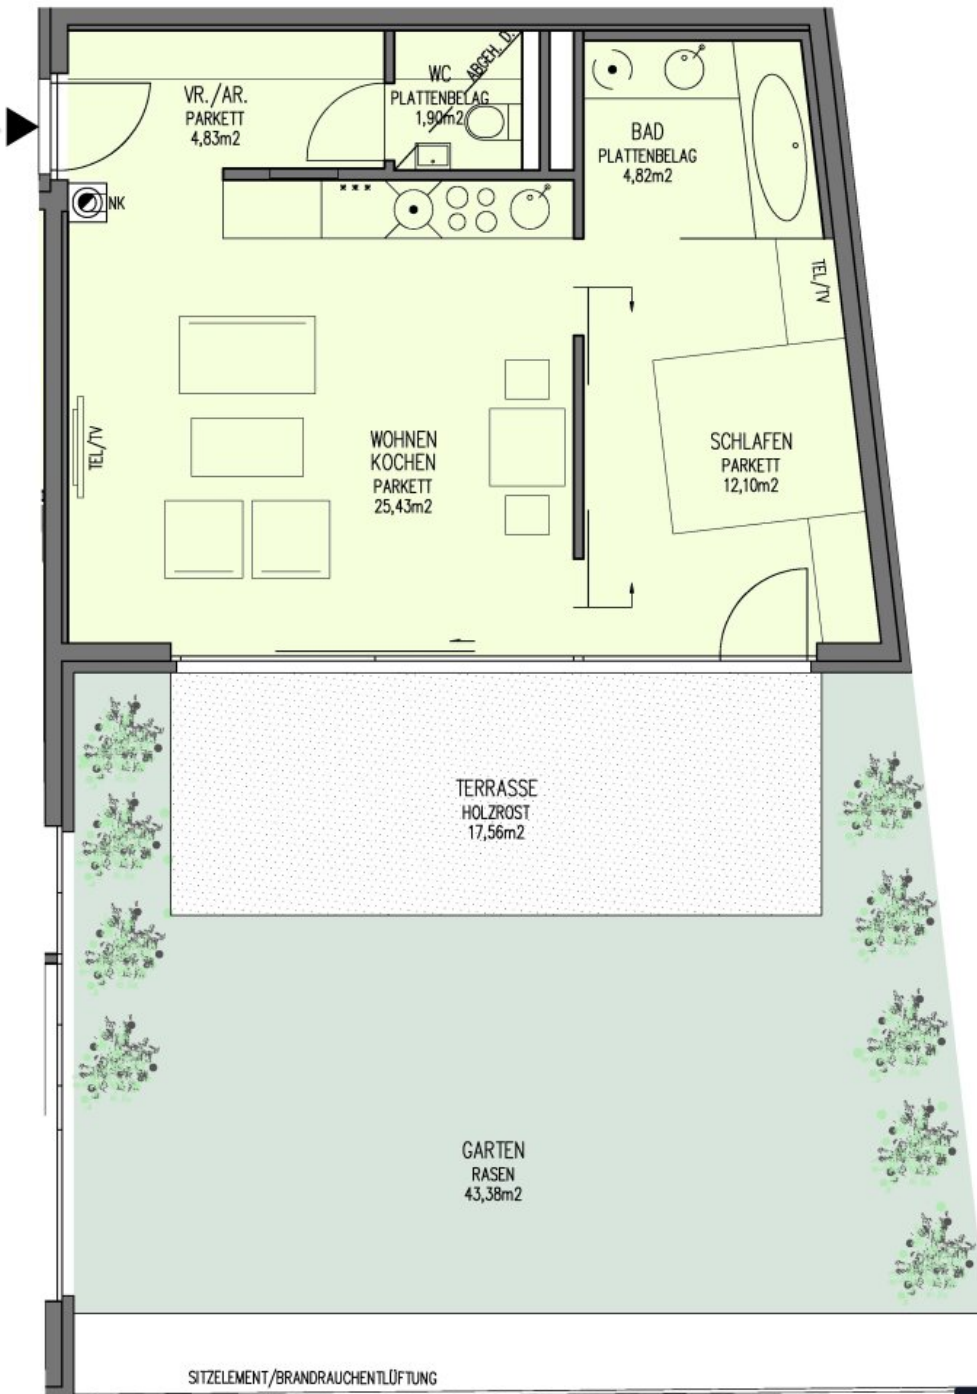 VR./AR.
PARKETT
4,83m2
WC
PLATTENBELAG
1,90m2
ABGEH. D.
BAD
PLATTENBELAG
4,82m2
NK
TEL/TV
TEL/TV
WOHNEN
KOCHEN
PARKETT
25,43m2
SCHLAFEN
PARKETT
12,10m2
TERRASSE
HOLZROST
17,56m2
GARTEN
RASEN
43,38m2
SITZELEMENT/BRANDRAUCHENTLÜFTUNG